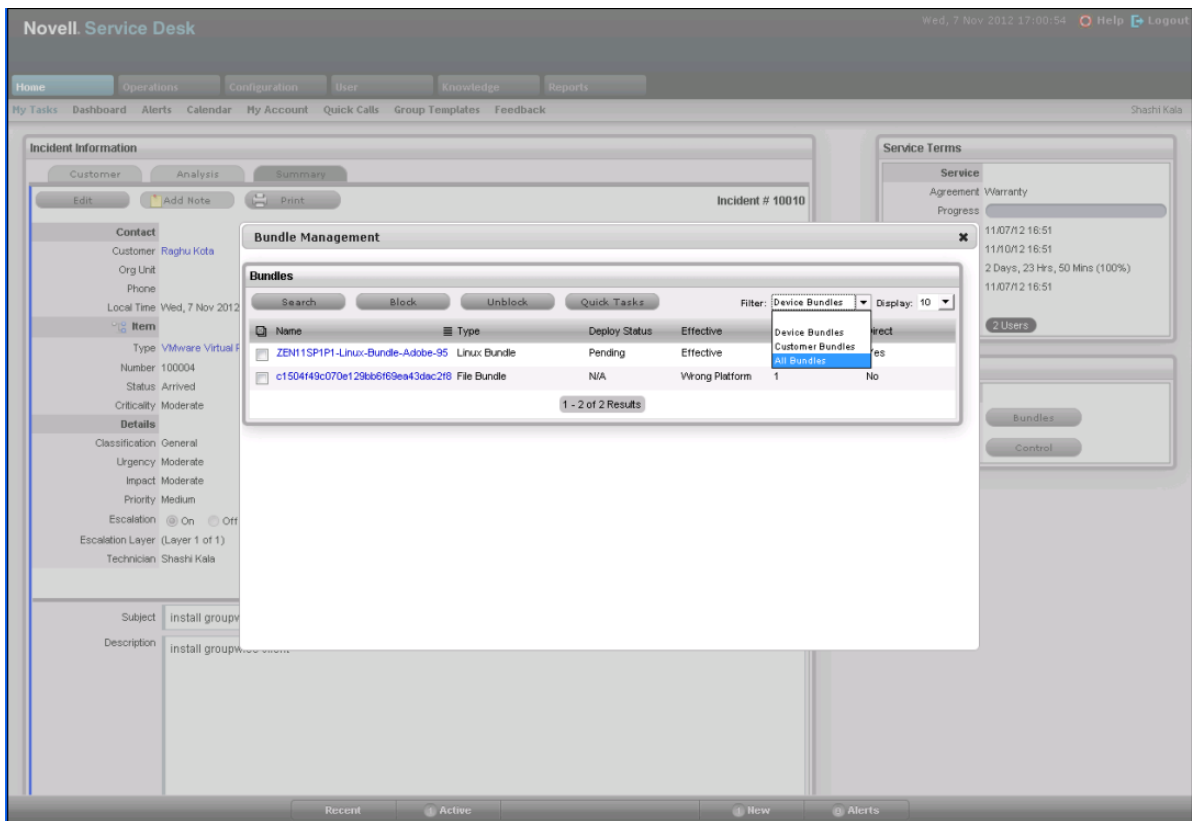 Novell. Service Desk
Wed, 7 Nov 2012 17:00:54 Help Logout
Home Operations Configuration User Knowledge Reports
My Tasks Dashboard Alerts Calendar My Account Quick Calls Group Templates Feedback Shashi Kala
Incident Information
Customer Analysis Summary
Edit Add Note Print Incident # 10010
Contact
Customer Raghu Kota
Org Unit
Phone
Local Time Wed, 7 Nov 2012
Item
Type VMware Virtual
Number 100004
Status Arrived
Criticality Moderate
Details
Classification General
Urgency Moderate
Impact Moderate
Priority Medium
Escalation On Off
Escalation Layer (Layer 1 of 1)
Technician Shashi Kala
Subject install groupw
Description install groupwise client
Bundle Management
Bundles
Search Block Unblock Quick Tasks Filter: Device Bundles Display: 10
Name Type Deploy Status Effective irect
Device Bundles
Customer Bundles
All Bundles
ZEN11SP1P1-Linux-Bundle-Adobe-95 Linux Bundle Pending Effective Yes
c1504f49c070e129bb6f69ea43dac2f8 File Bundle N/A Wrong Platform 1 No
1 - 2 of 2 Results
Service Terms
Service
Agreement Warranty
Progress
11/07/12 16:51
11/10/12 16:51
2 Days, 23 Hrs, 50 Mins (100%)
11/07/12 16:51
2 Users
Bundles
Control
Recent Active New Alerts